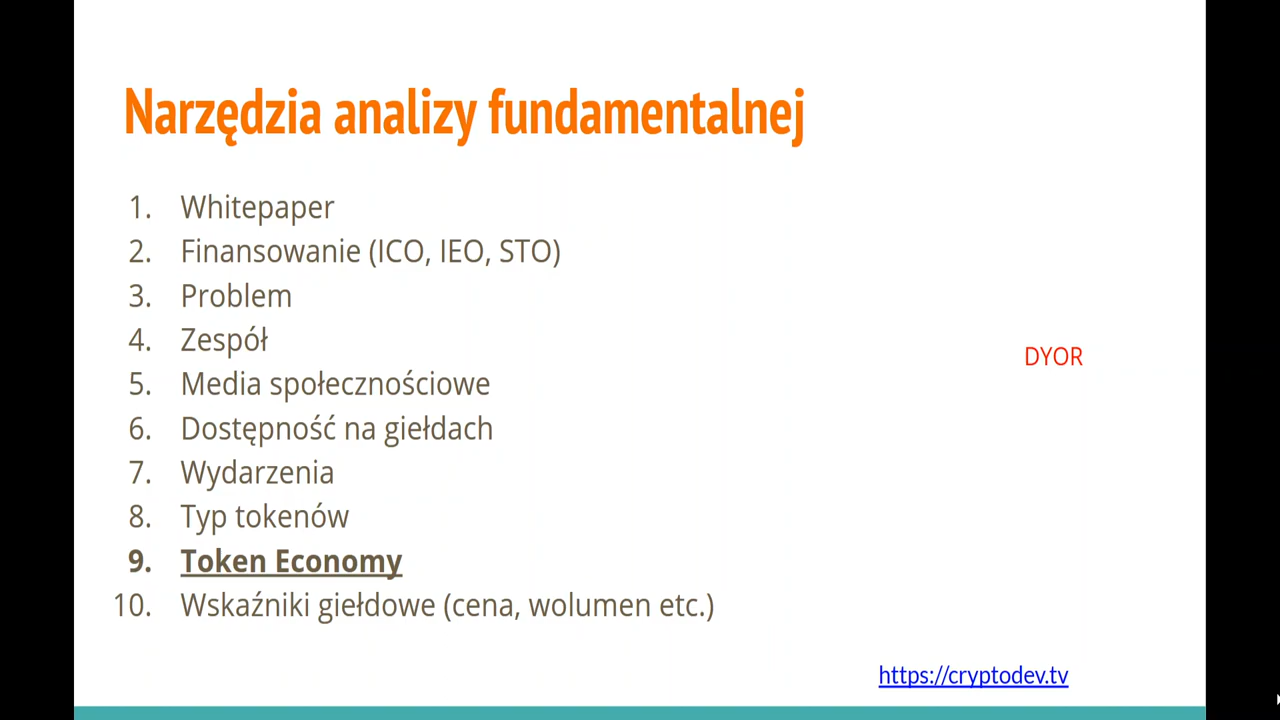 Narzędzia analizy fundamentalnej
1. Whitepaper
2. Finansowanie (ICO, IEO, STO)
3. Problem
4. Zespół
5. Media społecznościowe
6. Dostępność na giełdach
7. Wydarzenia
8. Typ tokenów
9. Token Economy
10. Wskaźniki giełdowe (cena, wolumen etc.)
DYOR
https://cryptodev.tv